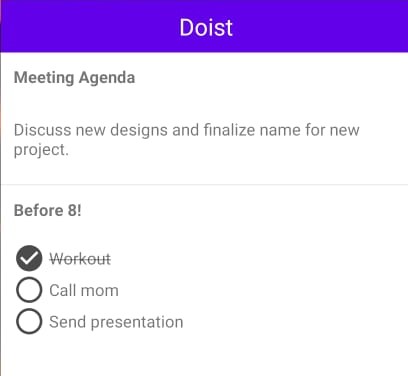 Doist
Meeting Agenda
Discuss new designs and finalize name for new
project.
Before 8!
Workout
Call mom
Send presentation